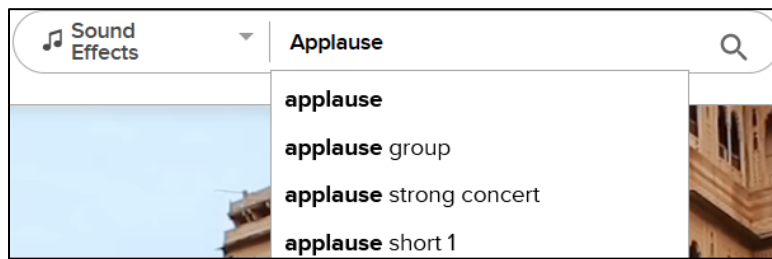 Sound
Effects
Applause
applause
applause group
applause strong concert
applause short 1